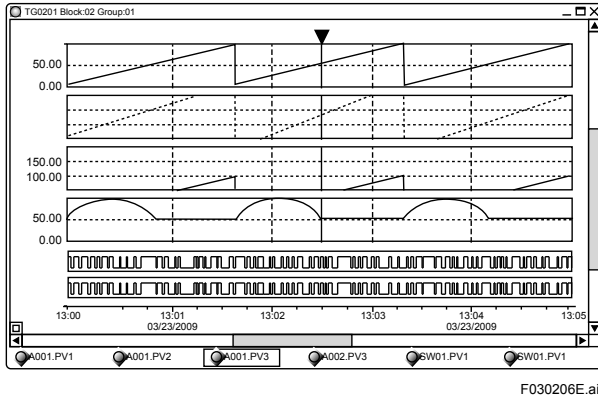 TG0201 Block:02 Group:01
50.00
0.00
150.00
100.00
50.00
0.00
13:00 13:01 13:02 13:03 13:04 13:05
03/23/2009 03/23/2009
A001.PV1 A001.PV2 A001.PV3 A002.PV3 SW01.PV1 SW01.PV1
F030206E.ai